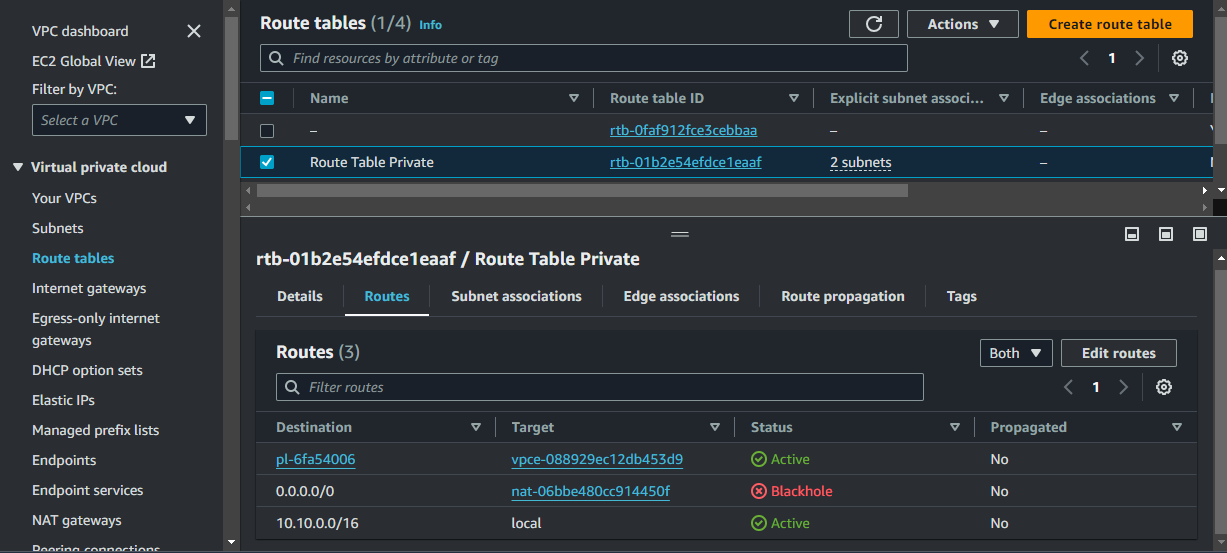 VPC dashboard
EC2 Global View
Filter by VPC:
Select a VPC
Virtual private cloud
Your VPCs
Subnets
Route tables
Internet gateways
Egress-only internet
gateways
DHCP option sets
Elastic IPs
Managed prefix lists
Endpoints
Endpoint services
NAT gateways
Peering connections
Route tables (1/4) Info
Actions
Create route table
Find resources by attribute or tag
1
Name Route table ID Explicit subnet associ... Edge associations
– rtb-0faf912fce3cebbaa – –
Route Table Private rtb-01b2e54efdce1eaaf 2 subnets –
rtb-01b2e54efdce1eaaf / Route Table Private
Details Routes Subnet associations Edge associations Route propagation Tags
Routes (3)
Both Edit routes
Filter routes
1
Destination Target Status Propagated
pl-6fa54006 vpce-088929ec12db453d9 Active No
0.0.0.0/0 nat-06bbe480cc914450f Blackhole No
10.10.0.0/16 local Active No